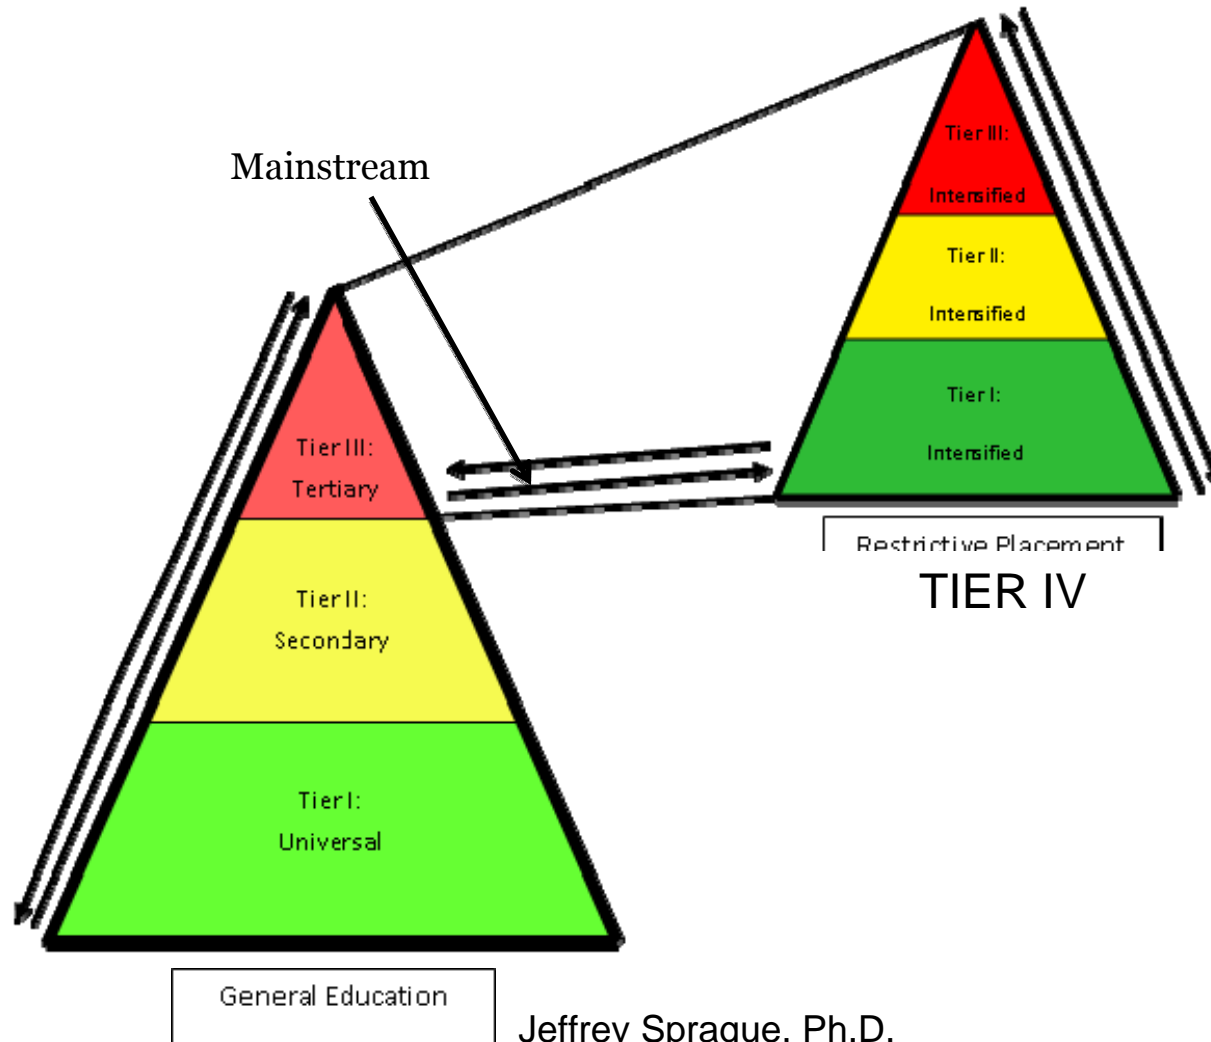 Mainstream
Tier III:
Intensified
Tier II:
Intensified
Tier I:
Intensified
Restrictive Placement
TIER IV
Tier III:
Tertiary
Tier II:
Secondary
Tier I:
Universal
General Education
Jeffrey Sprague, Ph.D.